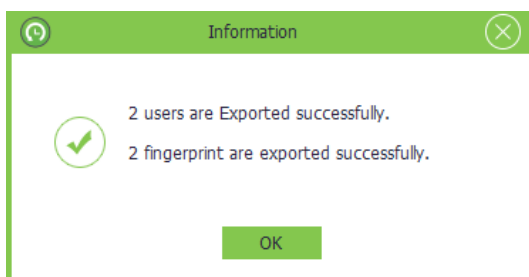 Information
2 users are Exported successfully.
2 fingerprint are exported successfully.
OK